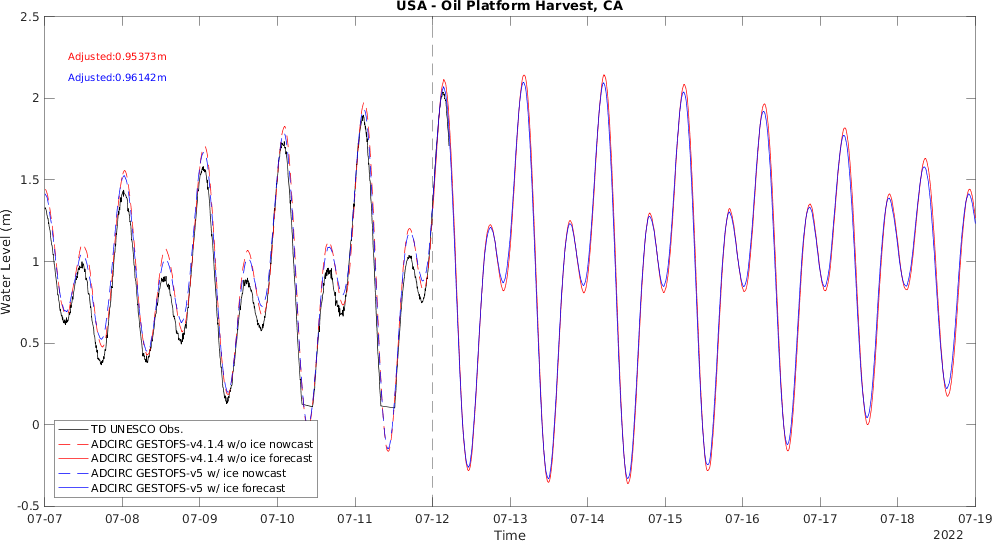 USA - Oil Platform Harvest, CA
2.5
2
1.5
1
0.5
0
-0.5
Water Level (m)
Adjusted:0.95373m
Adjusted:0.96142m
TD UNESCO Obs.
ADCIRC GESTOFS-v4.1.4 w/o ice nowcast
ADCIRC GESTOFS-v4.1.4 w/o ice forecast
ADCIRC GESTOFS-v5 w/ ice nowcast
ADCIRC GESTOFS-v5 w/ ice forecast
07-07 07-08 07-09 07-10 07-11 07-12 07-13 07-14 07-15 07-16 07-17 07-18 07-19
Time
2022